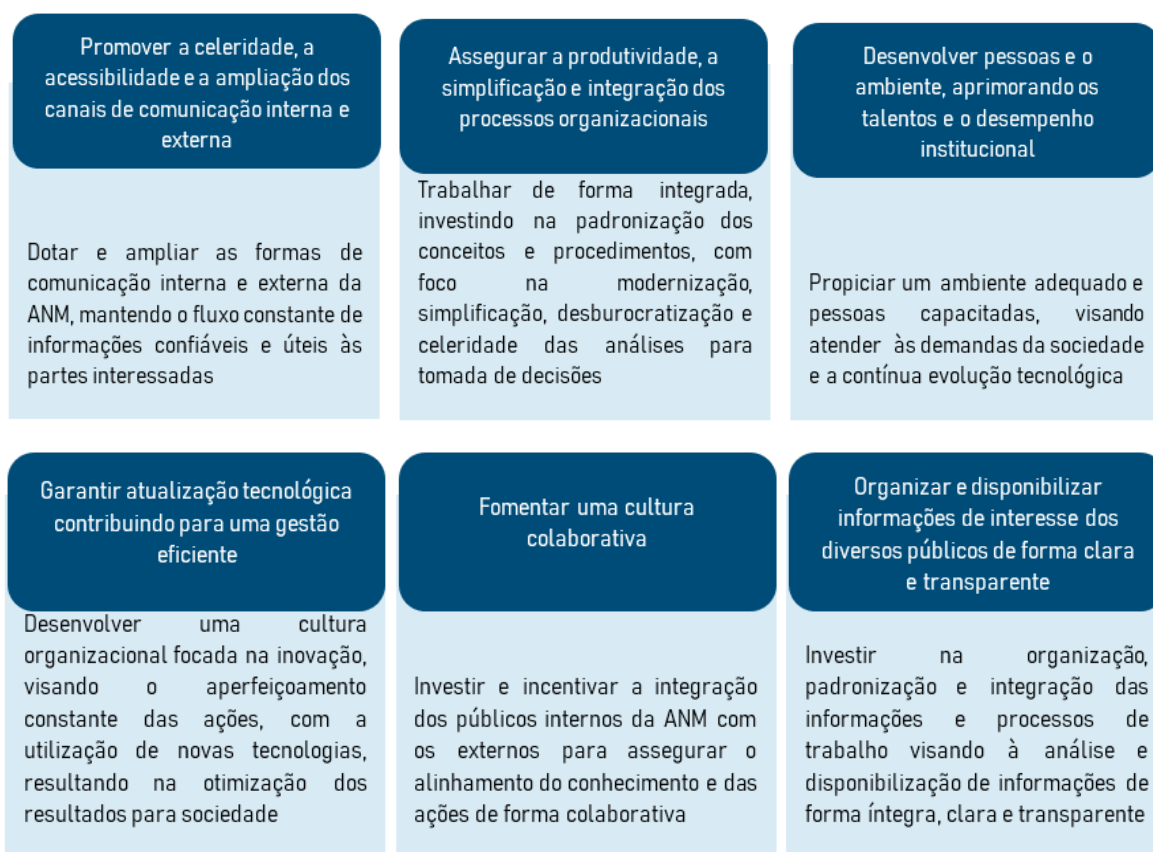 Promover a celeridade, a
acessibilidade e a ampliação dos
canais de comunicação interna e
externa
Dotar e ampliar as formas de
comunicação interna e externa da
ANM, mantendo o fluxo constante de
informações confiáveis e úteis às
partes interessadas
Assegurar a produtividade, a
simplificação e integração dos
processos organizacionais
Trabalhar de forma integrada,
investindo na padronização dos
conceitos e procedimentos, com
foco na modernização,
simplificação, desburocratização e
celeridade das análises para
tomada de decisões
Desenvolver pessoas e o
ambiente, aprimorando os
talentos e o desempenho
institucional
Propiciar um ambiente adequado e
pessoas capacitadas, visando
atender às demandas da sociedade
e a contínua evolução tecnológica
Garantir atualização tecnológica
contribuindo para uma gestão
eficiente
Desenvolver uma cultura
organizacional focada na inovação,
visando o aperfeiçoamento
constante das ações, com a
utilização de novas tecnologias,
resultando na otimização dos
resultados para sociedade
Fomentar uma cultura
colaborativa
Investir e incentivar a integração
dos públicos internos da ANM com
os externos para assegurar o
alinhamento do conhecimento e das
ações de forma colaborativa
Organizar e disponibilizar
informações de interesse dos
diversos públicos de forma clara
e transparente
Investir na organização,
padronização e integração das
informações e processos de
trabalho visando à análise e
disponibilização de informações de
forma íntegra, clara e transparente